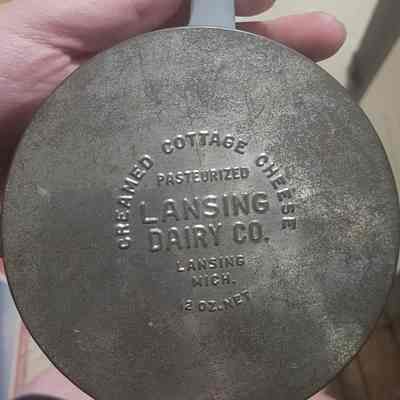 CREAMED COTTAGE CHEESE
PASTEURIZED
LANSING
DAIRY CO.
LANSING
MICH.
12 OZ. NET